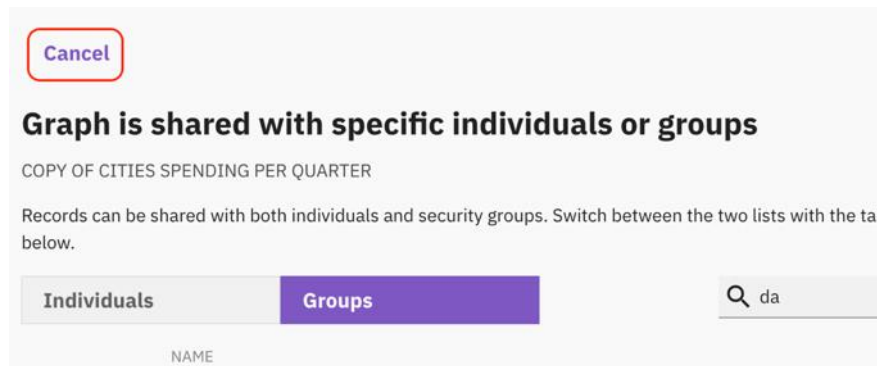 Cancel
Graph is shared with specific individuals or groups
COPY OF CITIES SPENDING PER QUARTER
Records can be shared with both individuals and security groups. Switch between the two lists with the ta
below.
Individuals Groups da
NAME